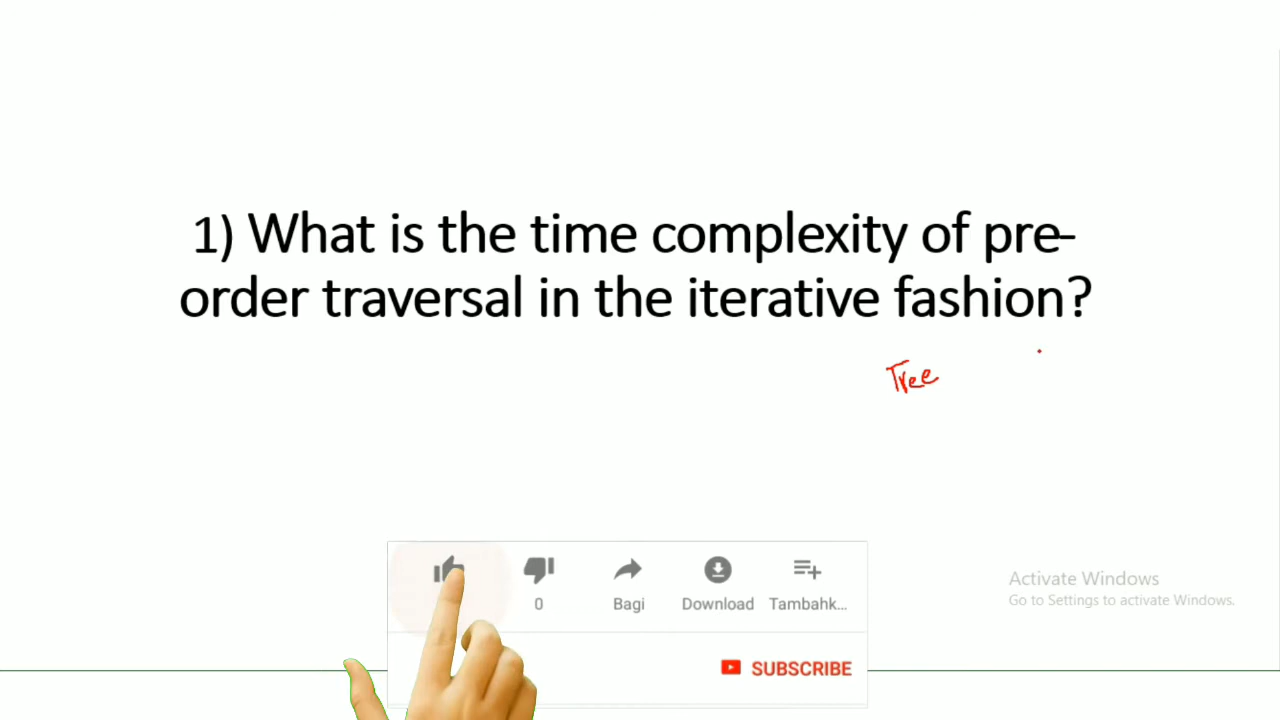 1) What is the time complexity of pre-
order traversal in the iterative fashion?
Tree
0
Bagi
Download
Tambahk...
SUBSCRIBE
Activate Windows
Go to Settings to activate Windows.